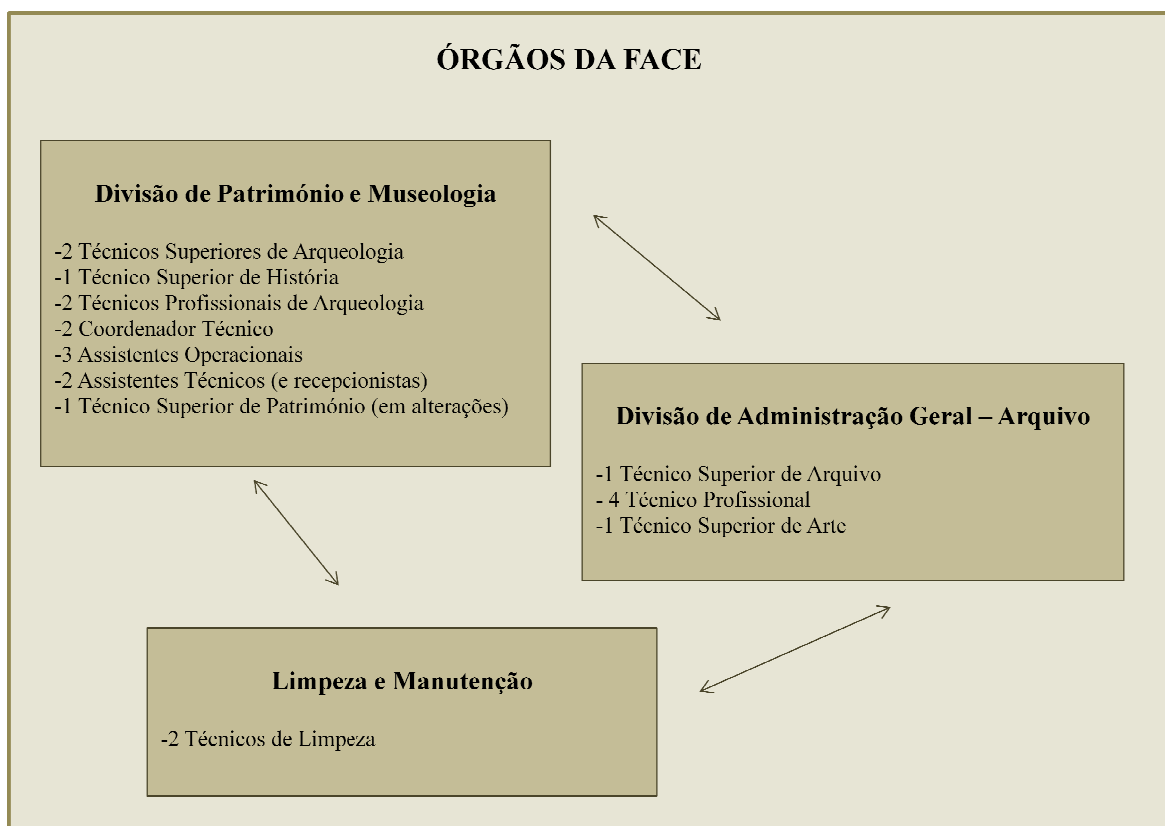 ÓRGÃOS DA FACE
Divisão de Património e Museologia
-2 Técnicos Superiores de Arqueologia
-1 Técnico Superior de História
-2 Técnicos Profissionais de Arqueologia
-2 Coordenador Técnico
-3 Assistentes Operacionais
-2 Assistentes Técnicos (e recepcionistas)
-1 Técnico Superior de Património (em alterações)
Divisão de Administração Geral – Arquivo
-1 Técnico Superior de Arquivo
- 4 Técnico Profissional
-1 Técnico Superior de Arte
Limpeza e Manutenção
-2 Técnicos de Limpeza